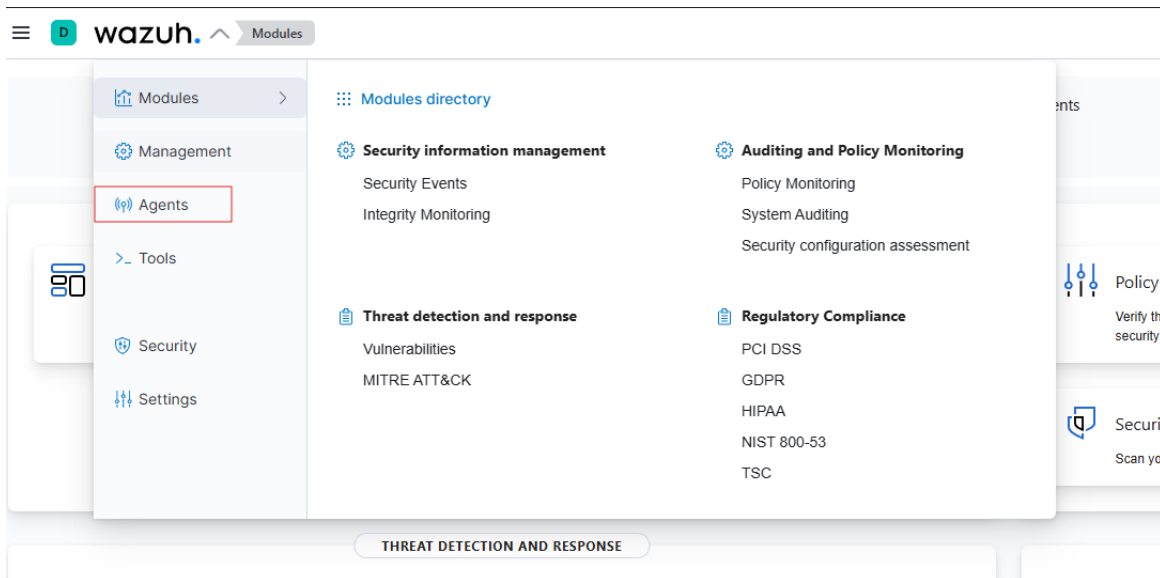 D wazuh. Modules
Modules
Management
Agents
>_ Tools
Security
Settings
Modules directory
Security information management
Security Events
Integrity Monitoring
Auditing and Policy Monitoring
Policy Monitoring
System Auditing
Security configuration assessment
Threat detection and response
Vulnerabilities
MITRE ATT&CK
Regulatory Compliance
PCI DSS
GDPR
HIPAA
NIST 800-53
TSC
ents
Policy
Verify th
security
Securi
Scan yo
THREAT DETECTION AND RESPONSE